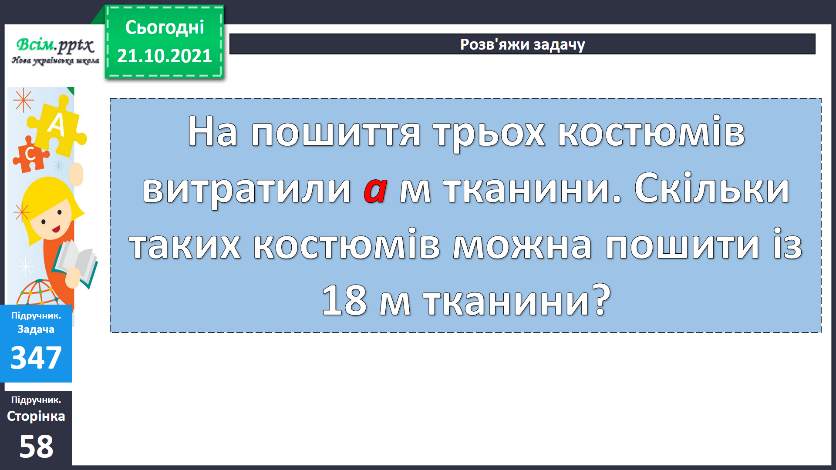 Всім.pptx
Нова українська школа
Сьогодні
21.10.2021
Розв'яжи задачу
А
С
На пошиття трьох костюмів
витратили а м тканини. Скільки
таких костюмів можна пошити із
18 м тканини?
Підручник.
Задача
347
Підручник.
Сторінка
58